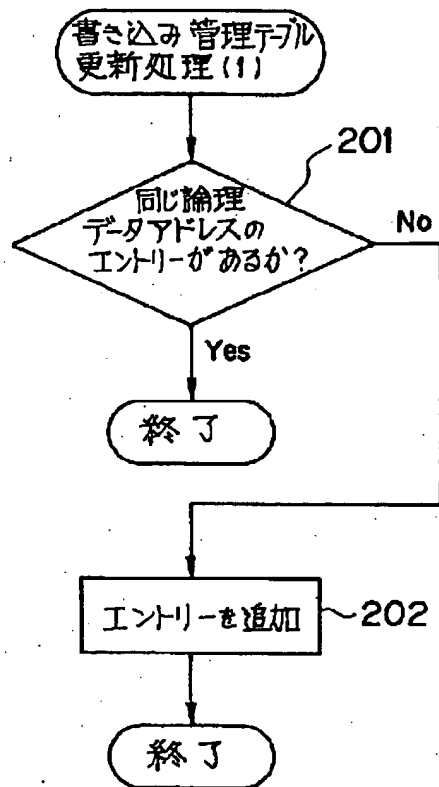 書き込み管理テーブル
更新処理(1)
201
同じ論理
データアドレスの
エントリーがあるか?
No
Yes
終了
エントリーを追加
202
終了